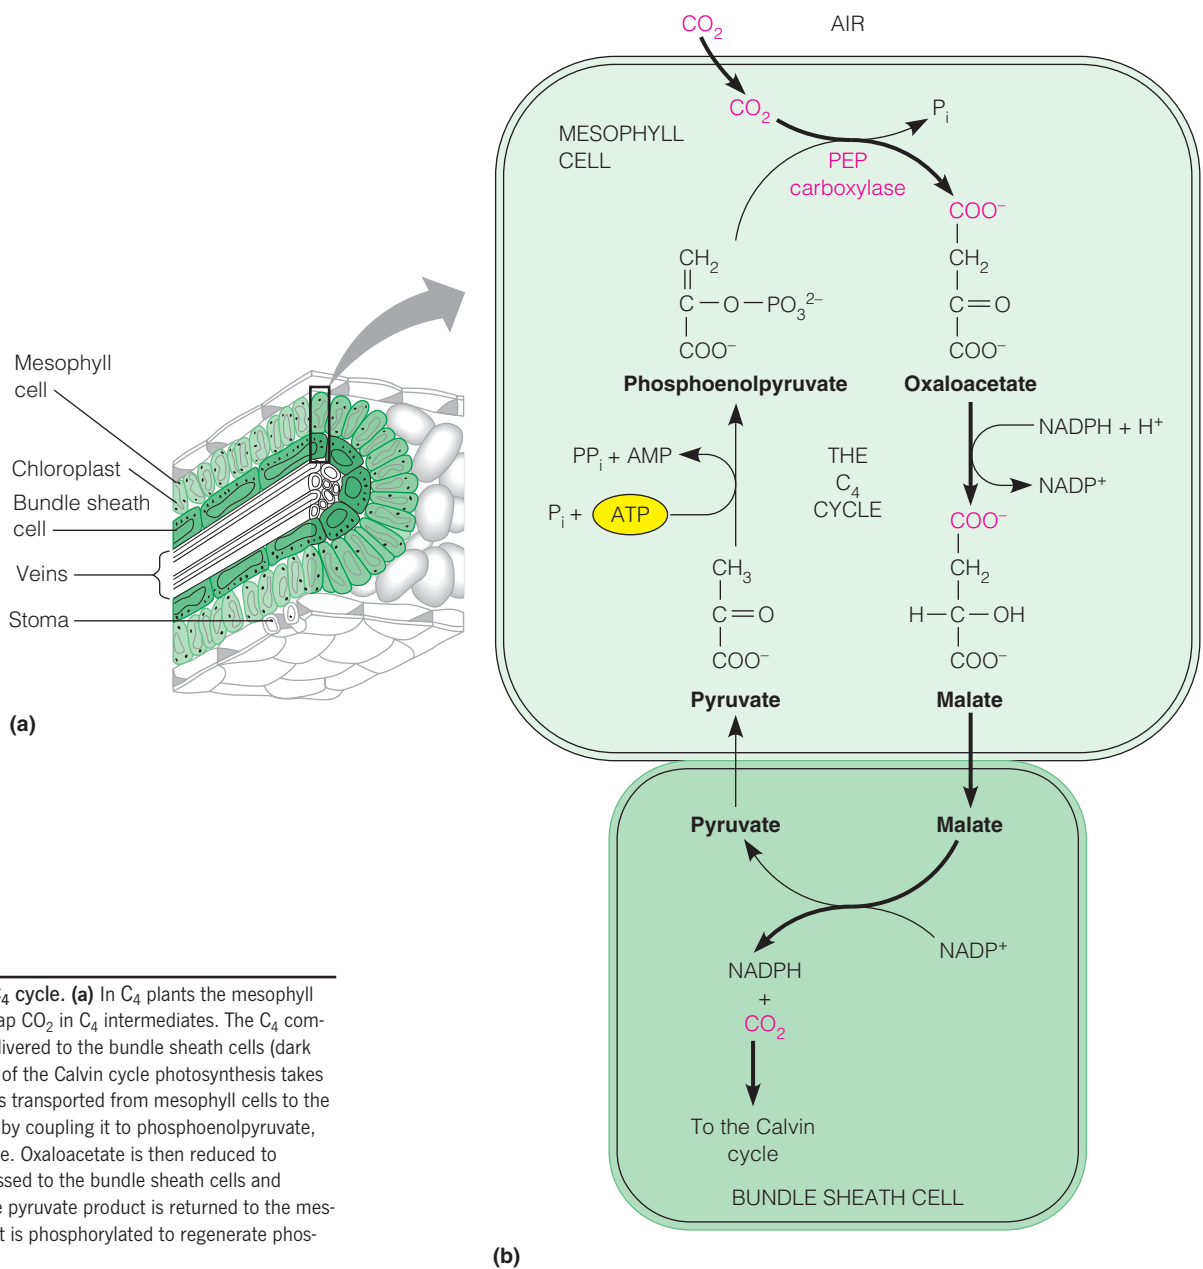 CO₂
AIR
CO₂
Pᵢ
MESOPHYLL
CELL
PEP
carboxylase
COO⁻
CH₂
C=O
COO⁻
CH₂
C—O—PO₃²⁻
COO⁻
Phosphoenolpyruvate
Oxaloacetate
NADPH + H⁺
NADP⁺
PPᵢ + AMP
Pᵢ + ATP
THE
C₄
CYCLE
COO⁻
CH₂
H—C—OH
COO⁻
CH₃
C=O
COO⁻
Pyruvate
Malate
Pyruvate
Malate
NADP⁺
NADPH
+
CO₂
To the Calvin
cycle
BUNDLE SHEATH CELL
(b)
Mesophyll
cell
Chloroplast
Bundle sheath
cell
Veins
Stoma
(a)
₄ cycle. (a) In C₄ plants the mesophyll
ap CO₂ in C₄ intermediates. The C₄ com-
livered to the bundle sheath cells (dark
of the Calvin cycle photosynthesis takes
s transported from mesophyll cells to the
by coupling it to phosphoenolpyruvate,
e. Oxaloacetate is then reduced to
ssed to the bundle sheath cells and
e pyruvate product is returned to the mes-
t is phosphorylated to regenerate phos-